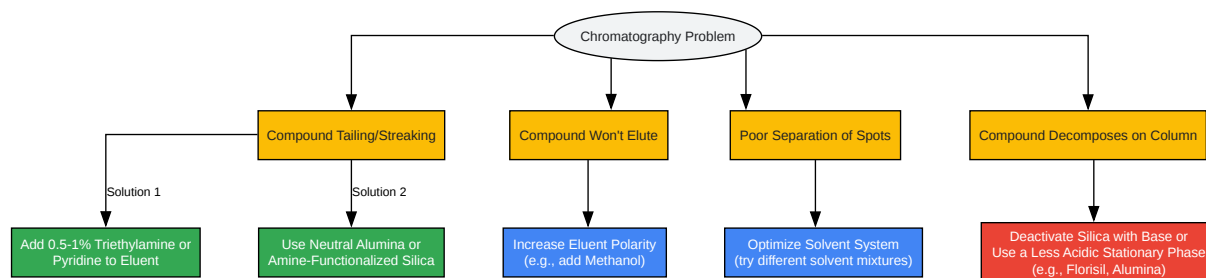 Chromatography Problem
Compound Tailing/Streaking
Compound Won't Elute
Poor Separation of Spots
Compound Decomposes on Column
Solution 1
Solution 2
Add 0.5-1% Triethylamine or
Pyridine to Eluent
Use Neutral Alumina or
Amine-Functionalized Silica
Increase Eluent Polarity
(e.g., add Methanol)
Optimize Solvent System
(try different solvent mixtures)
Deactivate Silica with Base or
Use a Less Acidic Stationary Phase
(e.g., Florisil, Alumina)